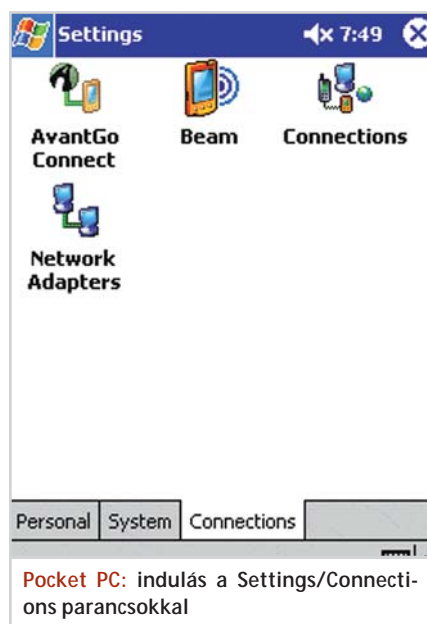 Settings 7:49
AvantGo Connect Beam Connections
Network Adapters
Personal System Connections
Pocket PC: indulás a Settings/Connecti-
ons parancsokkal